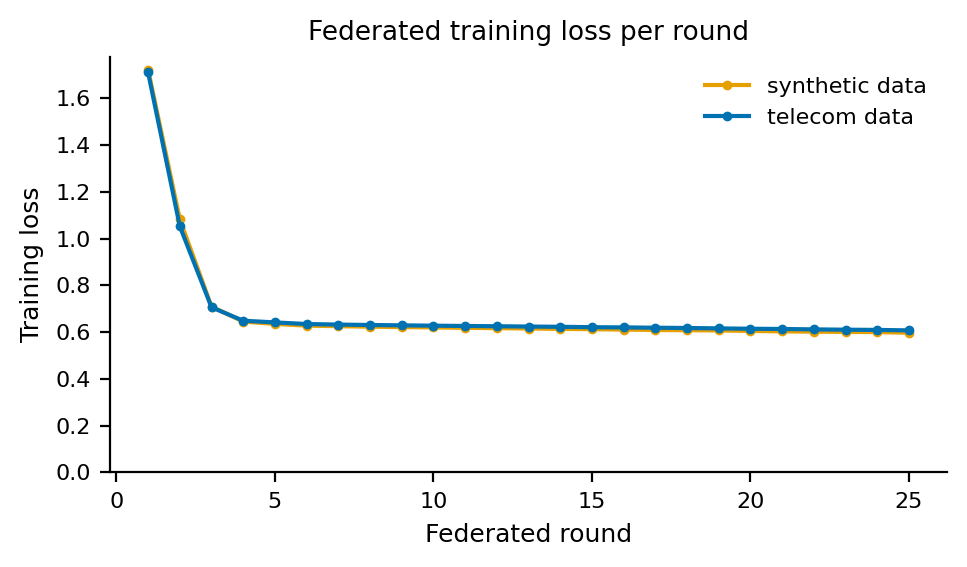 Federated training loss per round
synthetic data
telecom data
Training loss
1.6
1.4
1.2
1.0
0.8
0.6
0.4
0.2
0.0
0 5 10 15 20 25
Federated round